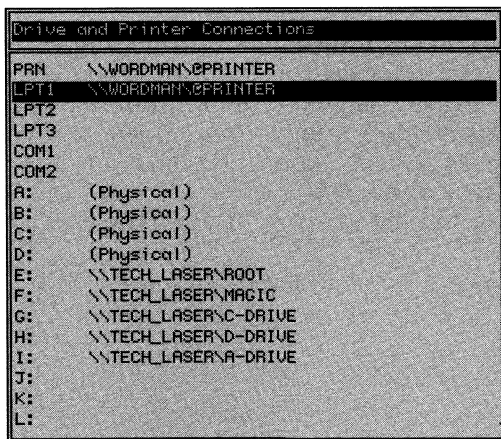 Drive and Printer Connections
PRN \\WORDMAN\@PRINTER
LPT1 \\WORDMAN\@PRINTER
LPT2
LPT3
COM1
COM2
A: (Physical)
B: (Physical)
C: (Physical)
D: (Physical)
E: \\TECH_LASER\ROOT
F: \\TECH_LASER\MAGIC
G: \\TECH_LASER\C-DRIVE
H: \\TECH_LASER\D-DRIVE
I: \\TECH_LASER\A-DRIVE
J:
K:
L: